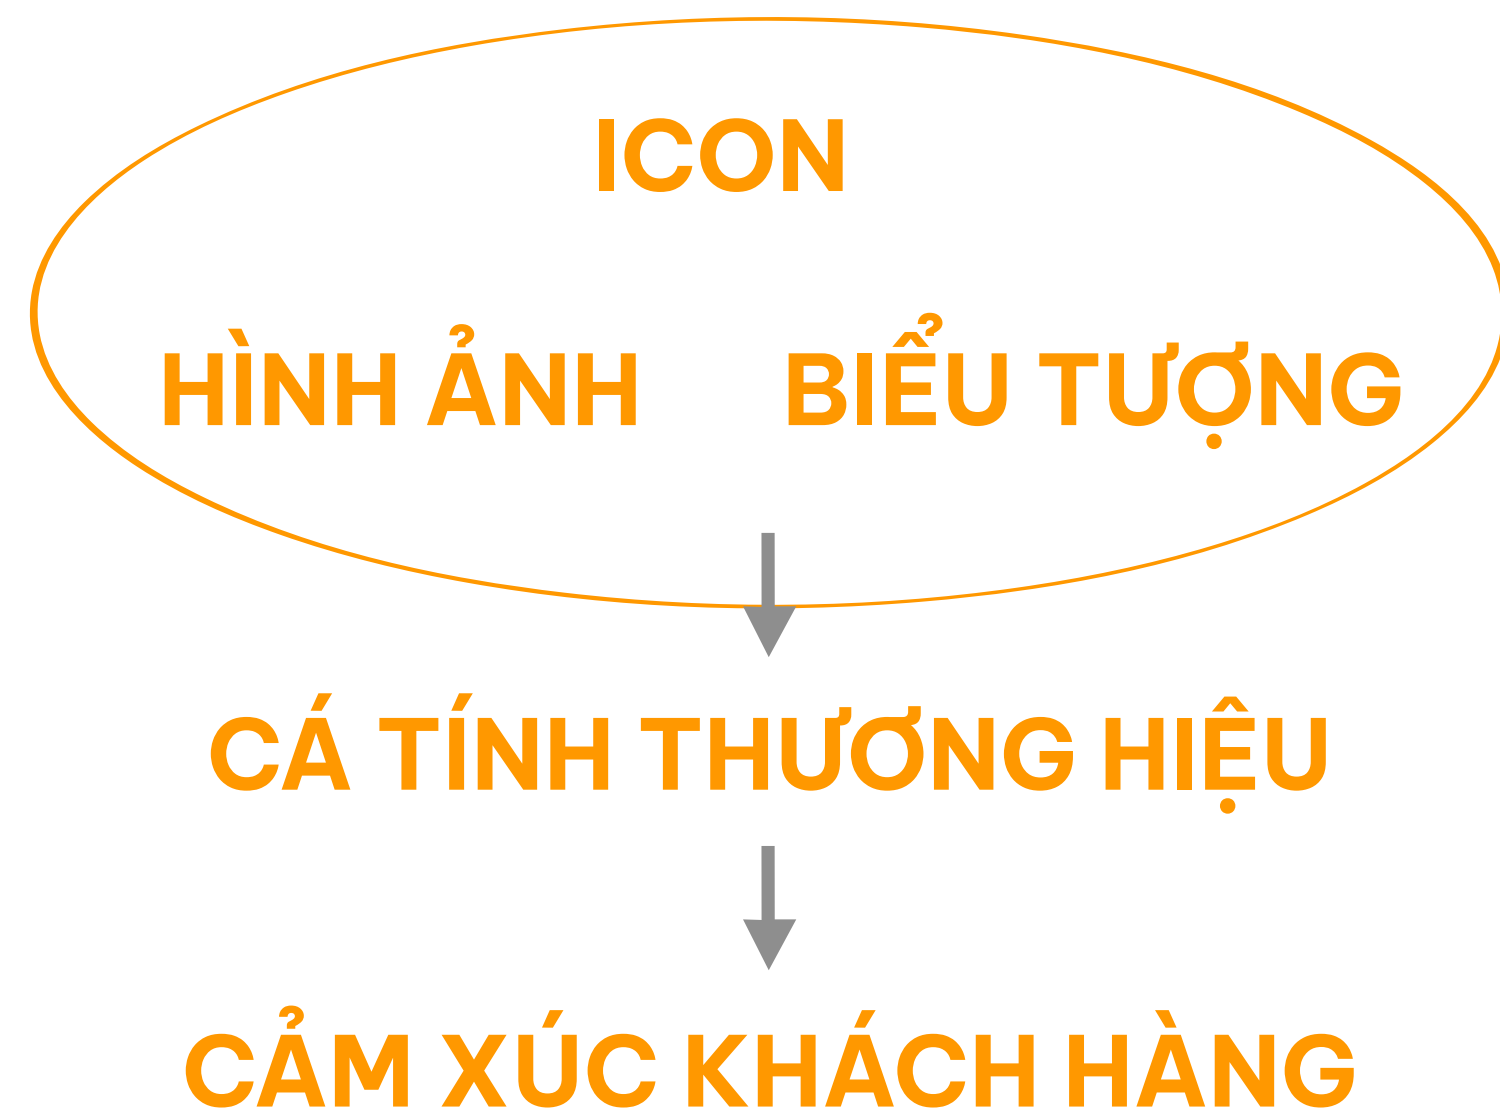 ICON
HÌNH ẢNH BIỂU TƯỢNG
CÁ TÍNH THƯƠNG HIỆU
CẢM XÚC KHÁCH HÀNG